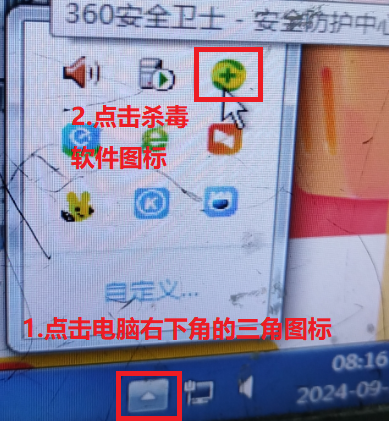 360安全卫士 - 安全防护中心
2.点击杀毒
软件图标
自定义...
1.点击电脑右下角的三角图标
08:16
2024-09-